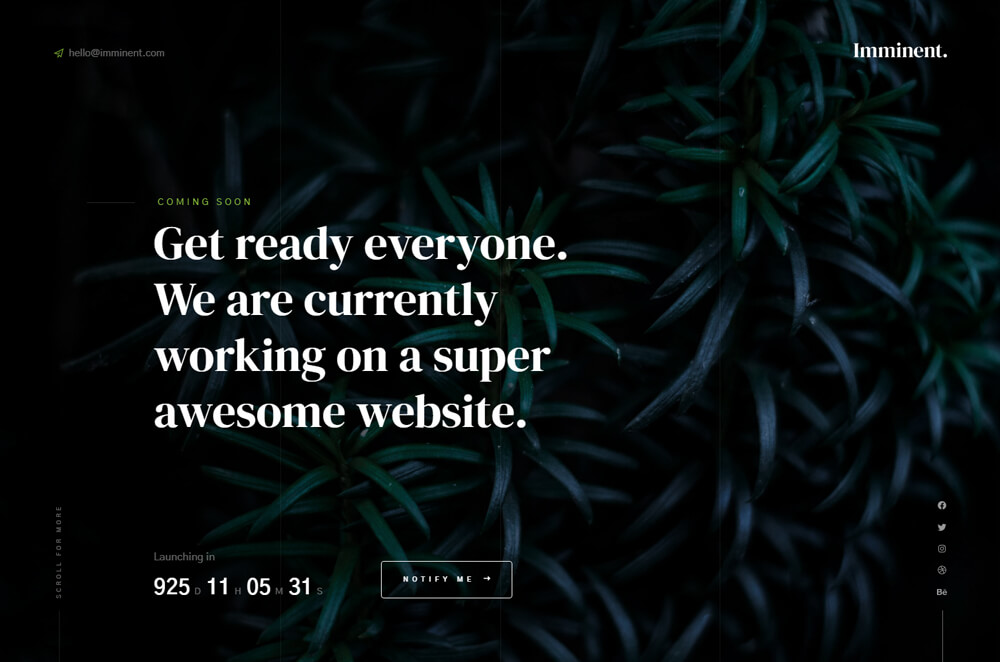 hello@imminent.com
Imminent.
COMING SOON
Get ready everyone.
We are currently
working on a super
awesome website.
SCROLL FOR MORE
Launching in
925 D 11 H 05 M 31 S
NOTIFY ME →
Bē